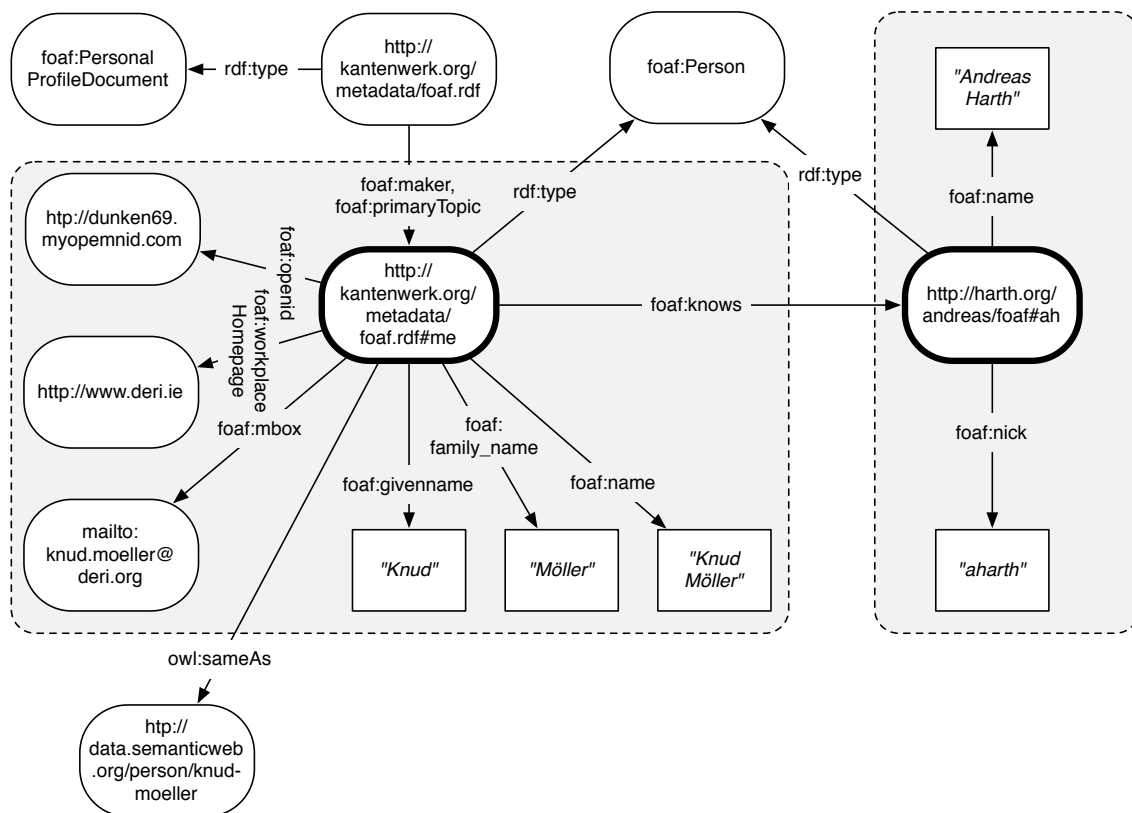 foaf:Personal
ProfileDocument
rdf:type
http://
kantenwerk.org/
metadata/foaf.rdf
foaf:Person
"Andreas
Harth"
foaf:maker,
foaf:primaryTopic
rdf:type
rdf:type
foaf:name
htp://dunken69.
myopemnid.com
foaf:openid
http://
kantenwerk.org/
metadata/
foaf.rdf#me
foaf:knows
http://harth.org/
andreas/foaf#ah
foaf:workplace
Homepage
http://www.deri.ie
foaf:mbox
foaf:
family_name
foaf:nick
foaf:givenname
foaf:name
mailto:
knud.moeller@
deri.org
"Knud"
"Möller"
"Knud
Möller"
"aharth"
owl:sameAs
htp://
data.semanticweb
.org/person/knud-
moeller